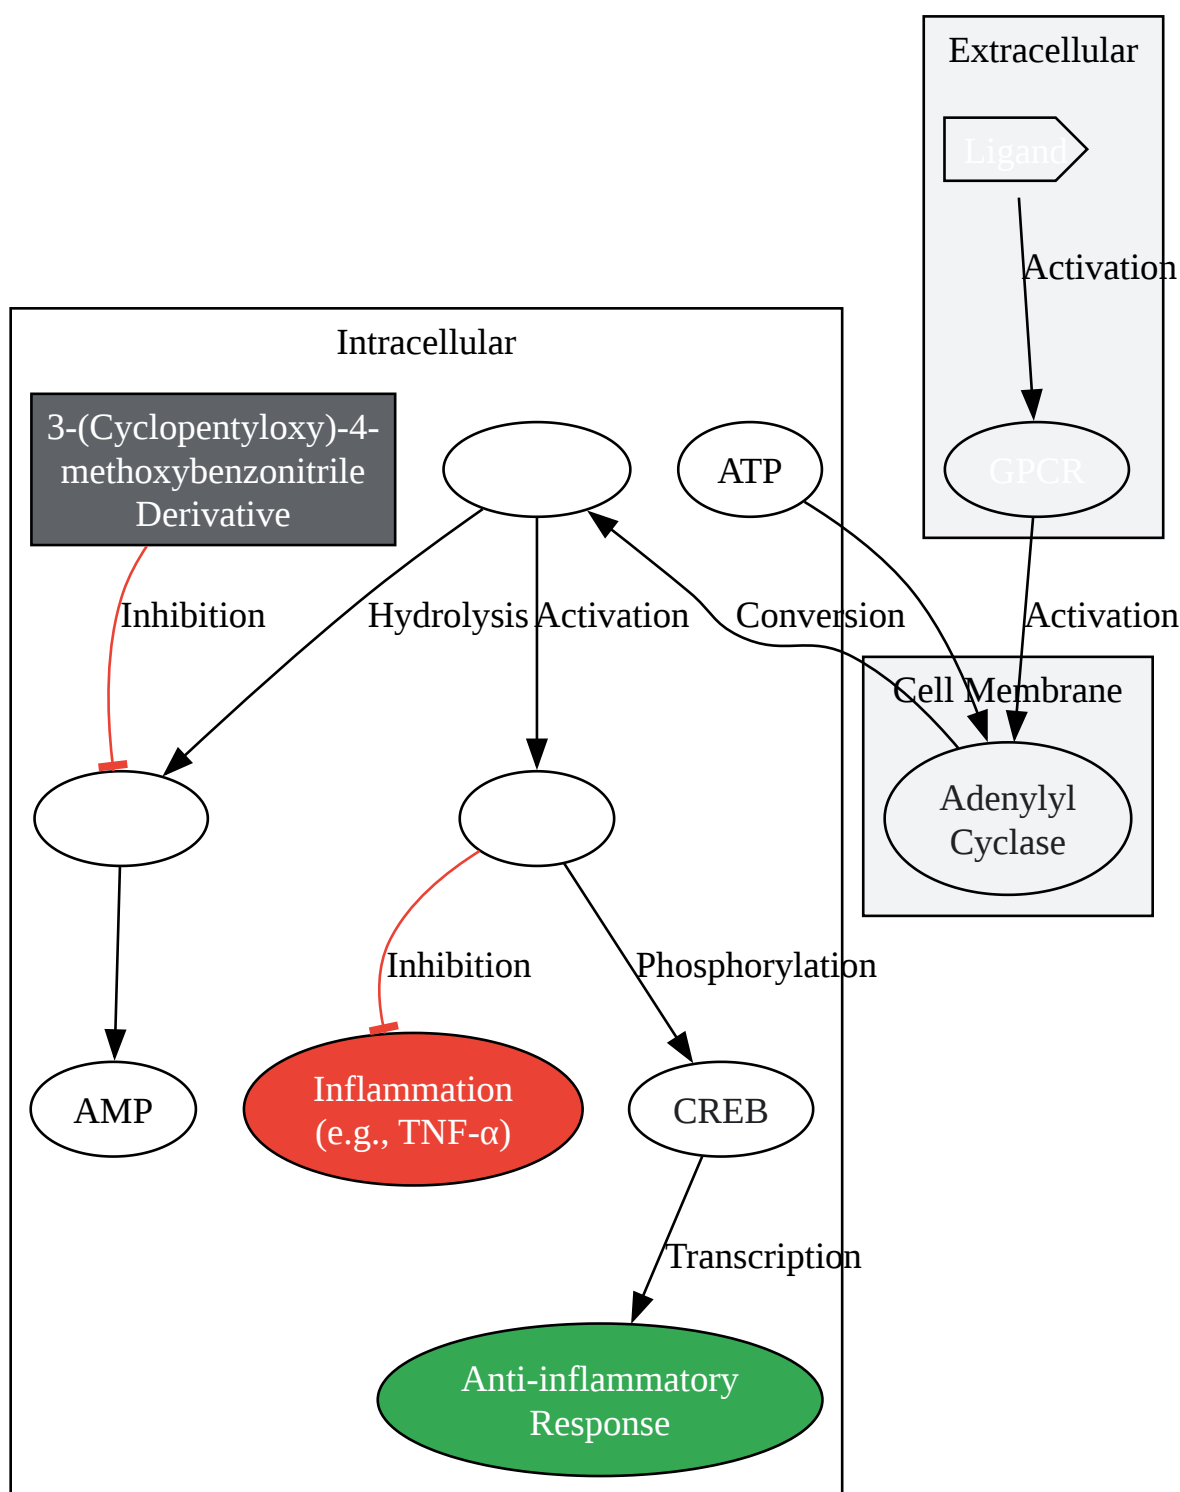 Extracellular
Ligand
Activation
Intracellular
3-(Cyclopentyloxy)-4-
methoxybenzonitrile
Derivative
ATP
GPCR
Inhibition
Hydrolysis
Activation
Conversion
Activation
Cell Membrane
Adenylyl
Cyclase
Inhibition
Phosphorylation
AMP
Inflammation
(e.g., TNF-α)
CREB
Transcription
Anti-inflammatory
Response